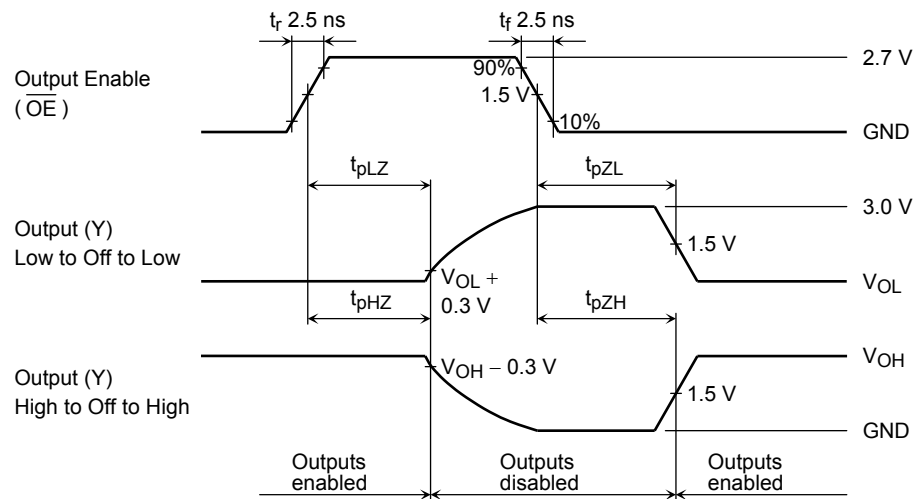 tr 2.5 ns
tf 2.5 ns
2.7 V
90%
Output Enable
( OE )
1.5 V
10%
GND
tpLZ
tpZL
3.0 V
Output (Y)
Low to Off to Low
1.5 V
VOL +
0.3 V
VOL
tpHZ
tpZH
VOH
VOH − 0.3 V
Output (Y)
High to Off to High
1.5 V
GND
Outputs
enabled
Outputs
disabled
Outputs
enabled